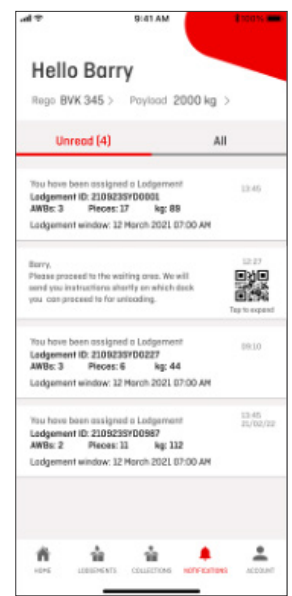 9:41 AM
100%
Hello Barry
Rego BVK 345 > Payload 2000 kg >
Unread (4) All
You have been assigned a Lodgement 13:45
Lodgement ID: 210923SYD0001
AWBs: 3 Pieces: 17 kg: 89
Lodgement window: 12 March 2021 07:00 AM
Barry, 12:27
Please proceed to the waiting area. We will
send you instructions shortly on which dock
you can proceed to for unloading.
Tap to expand
You have been assigned a Lodgement 09:10
Lodgement ID: 210923SYD0227
AWBs: 3 Pieces: 6 kg: 44
Lodgement window: 12 March 2021 07:00 AM
You have been assigned a Lodgement 13:45
Lodgement ID: 210923SYD0987 21/02/22
AWBs: 2 Pieces: 11 kg: 112
Lodgement window: 12 March 2021 07:00 AM
HOME LODGEMENTS COLLECTIONS NOTIFICATIONS ACCOUNT